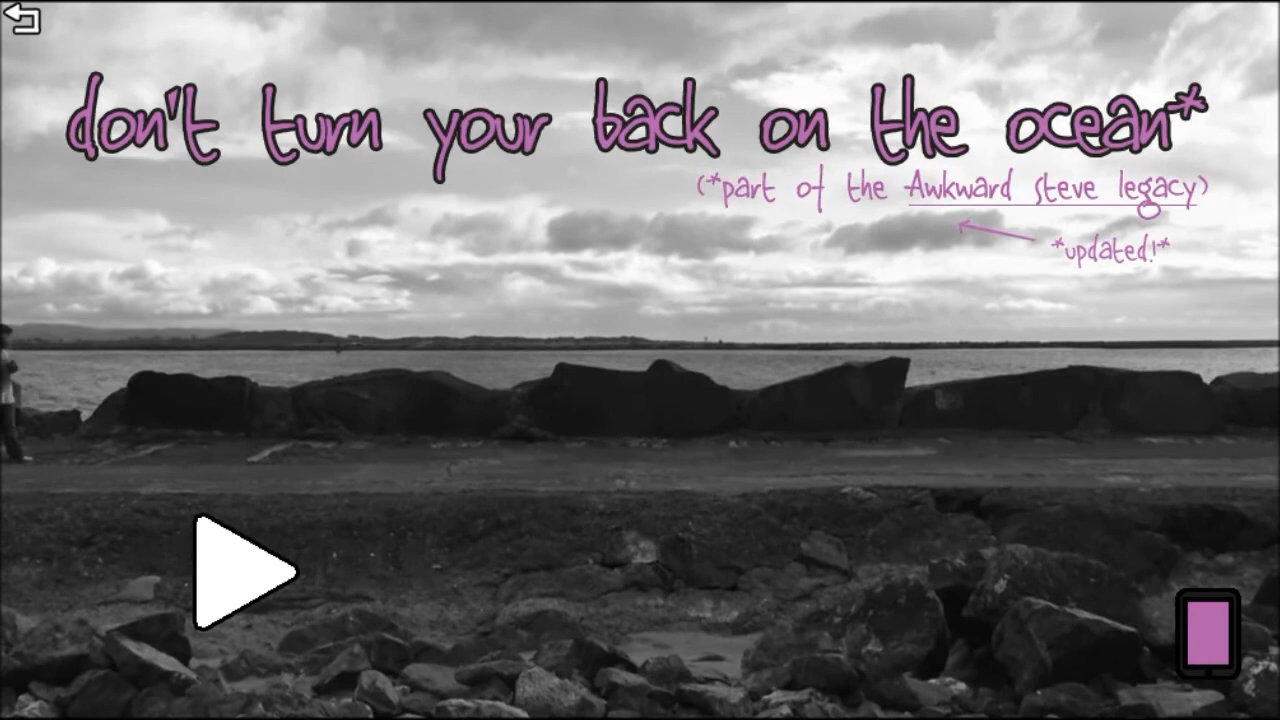 don't turn your back on the ocean*
(*part of the Awkward steve legacy)
*updated!*